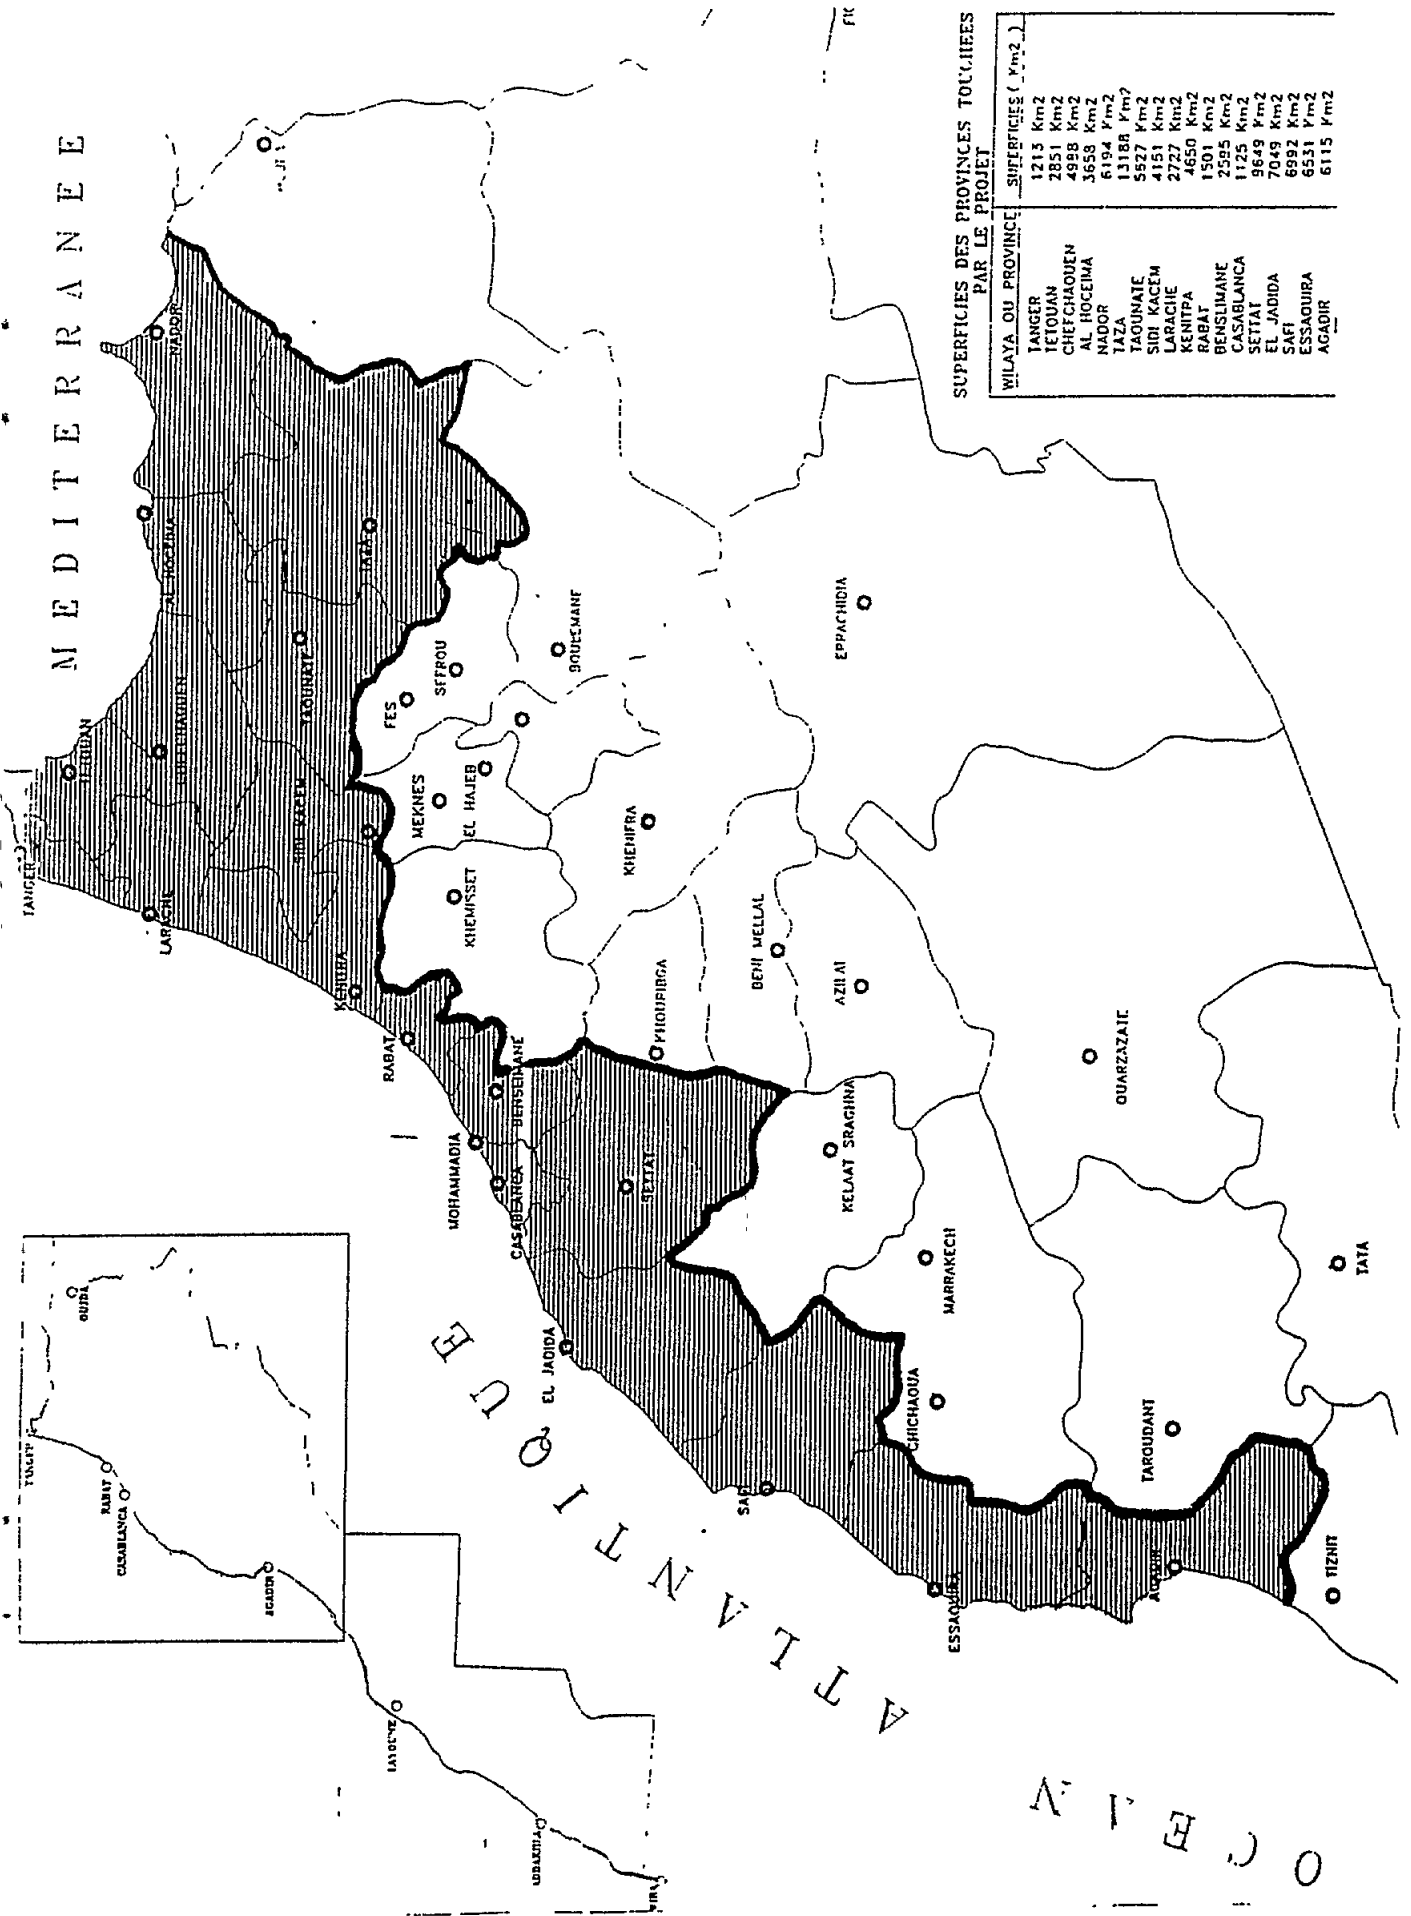 MEDITERRANEE
OCEAN ATLANTIQUE
TANGER
TETOUAN
LARACHE
CHEFCHAOUEN
AL HOCEIMA
NADOR
TAOUNATE
TAZA
SIDI KACEM
KENITRA
RABAT
FES
SEFROU
BOULEMANE
MEKNES
EL HAJEB
KHEMISSET
KHENIFRA
MOHAMMADIA
CASABLANCA
BENSLIMANE
SETTAT
KHOURIBGA
BENI MELLAL
AZILAL
ERRACHIDIA
EL JADIDA
SAFI
KELAAT SRAGHNA
MARRAKECH
CHICHAOUA
ESSAOUIRA
OUARZAZATE
TAROUDANT
AGADIR
TIZNIT
TATA
TANGER
OUJDA
RABAT
CASABLANCA
AGADIR
LAYOUNE
SUPERFICIES DES PROVINCES TOUCHEES
PAR LE PROJET
WILAYA OU PROVINCE SUPERFICIES ( Km2 )
TANGER 1213 Km2
TETOUAN 2851 Km2
CHEFCHAOUEN 4998 Km2
AL HOCEIMA 3658 Km2
NADOR 6194 Km2
TAZA 13188 Km2
TAOUNATE 5527 Km2
SIDI KACEM 4151 Km2
LARACHE 2727 Km2
KENITRA 4650 Km2
RABAT 1501 Km2
BENSLIMANE 2595 Km2
CASABLANCA 1125 Km2
SETTAT 9649 Km2
EL JADIDA 7049 Km2
SAFI 6992 Km2
ESSAOUIRA 6531 Km2
AGADIR 6115 Km2